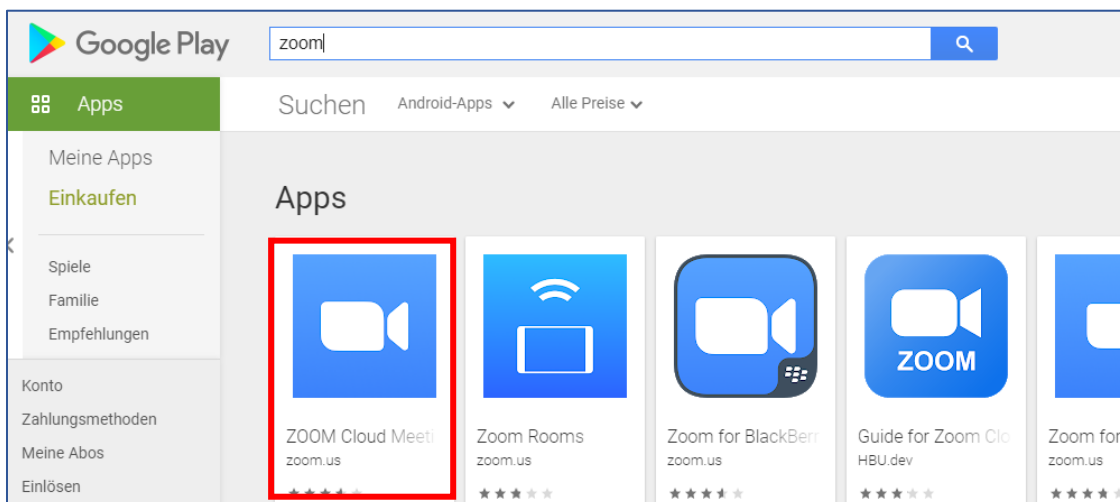 Google Play
zoom
Apps
Suchen Android-Apps Alle Preise
Meine Apps
Einkaufen
Spiele
Familie
Empfehlungen
Konto
Zahlungsmethoden
Meine Abos
Einlösen
Apps
ZOOM Cloud Meeti
zoom.us
Zoom Rooms
zoom.us
Zoom for BlackBerr
zoom.us
ZOOM
Guide for Zoom Clo
HBU.dev
Zoom for
zoom.us